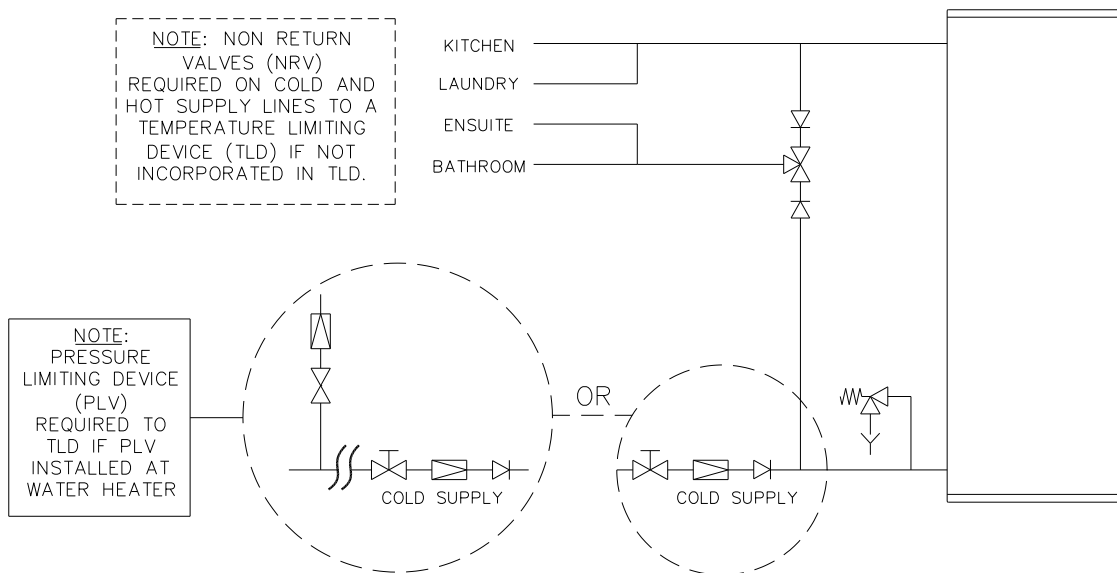 NOTE: NON RETURN
VALVES (NRV)
REQUIRED ON COLD AND
HOT SUPPLY LINES TO A
TEMPERATURE LIMITING
DEVICE (TLD) IF NOT
INCORPORATED IN TLD.
KITCHEN
LAUNDRY
ENSUITE
BATHROOM
NOTE:
PRESSURE
LIMITING DEVICE
(PLV)
REQUIRED TO
TLD IF PLV
INSTALLED AT
WATER HEATER
OR
COLD SUPPLY
COLD SUPPLY